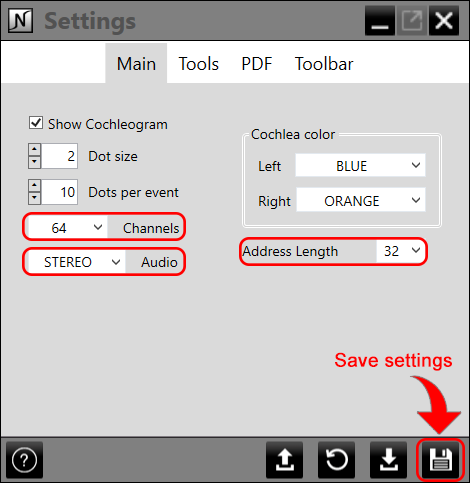 N Settings
Main Tools PDF Toolbar
Show Cochleogram
2 Dot size
10 Dots per event
64 Channels
STEREO Audio
Cochlea color
Left BLUE
Right ORANGE
Address Length 32
Save settings
?